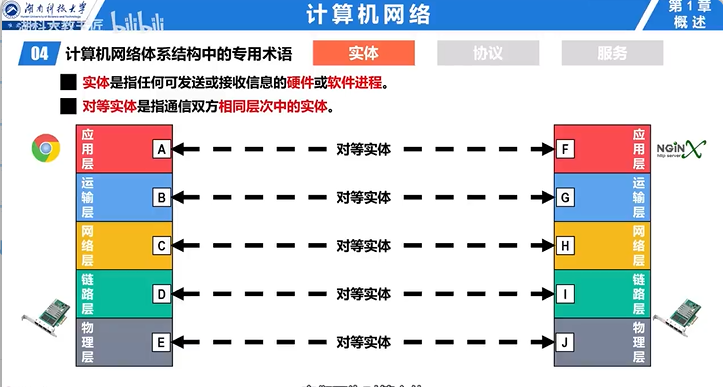 湖南科技大学
计算机网络
第1章
概述
湖科大教书匠 bilibili
04 计算机网络体系结构中的专用术语
实体
协议
服务
实体是指任何可发送或接收信息的硬件或软件进程。
对等实体是指通信双方相同层次中的实体。
应用层 A 对等实体 F 应用层
NGiNX
http server
运输层 B 对等实体 G 运输层
网络层 C 对等实体 H 网络层
链路层 D 对等实体 I 链路层
物理层 E 对等实体 J 物理层